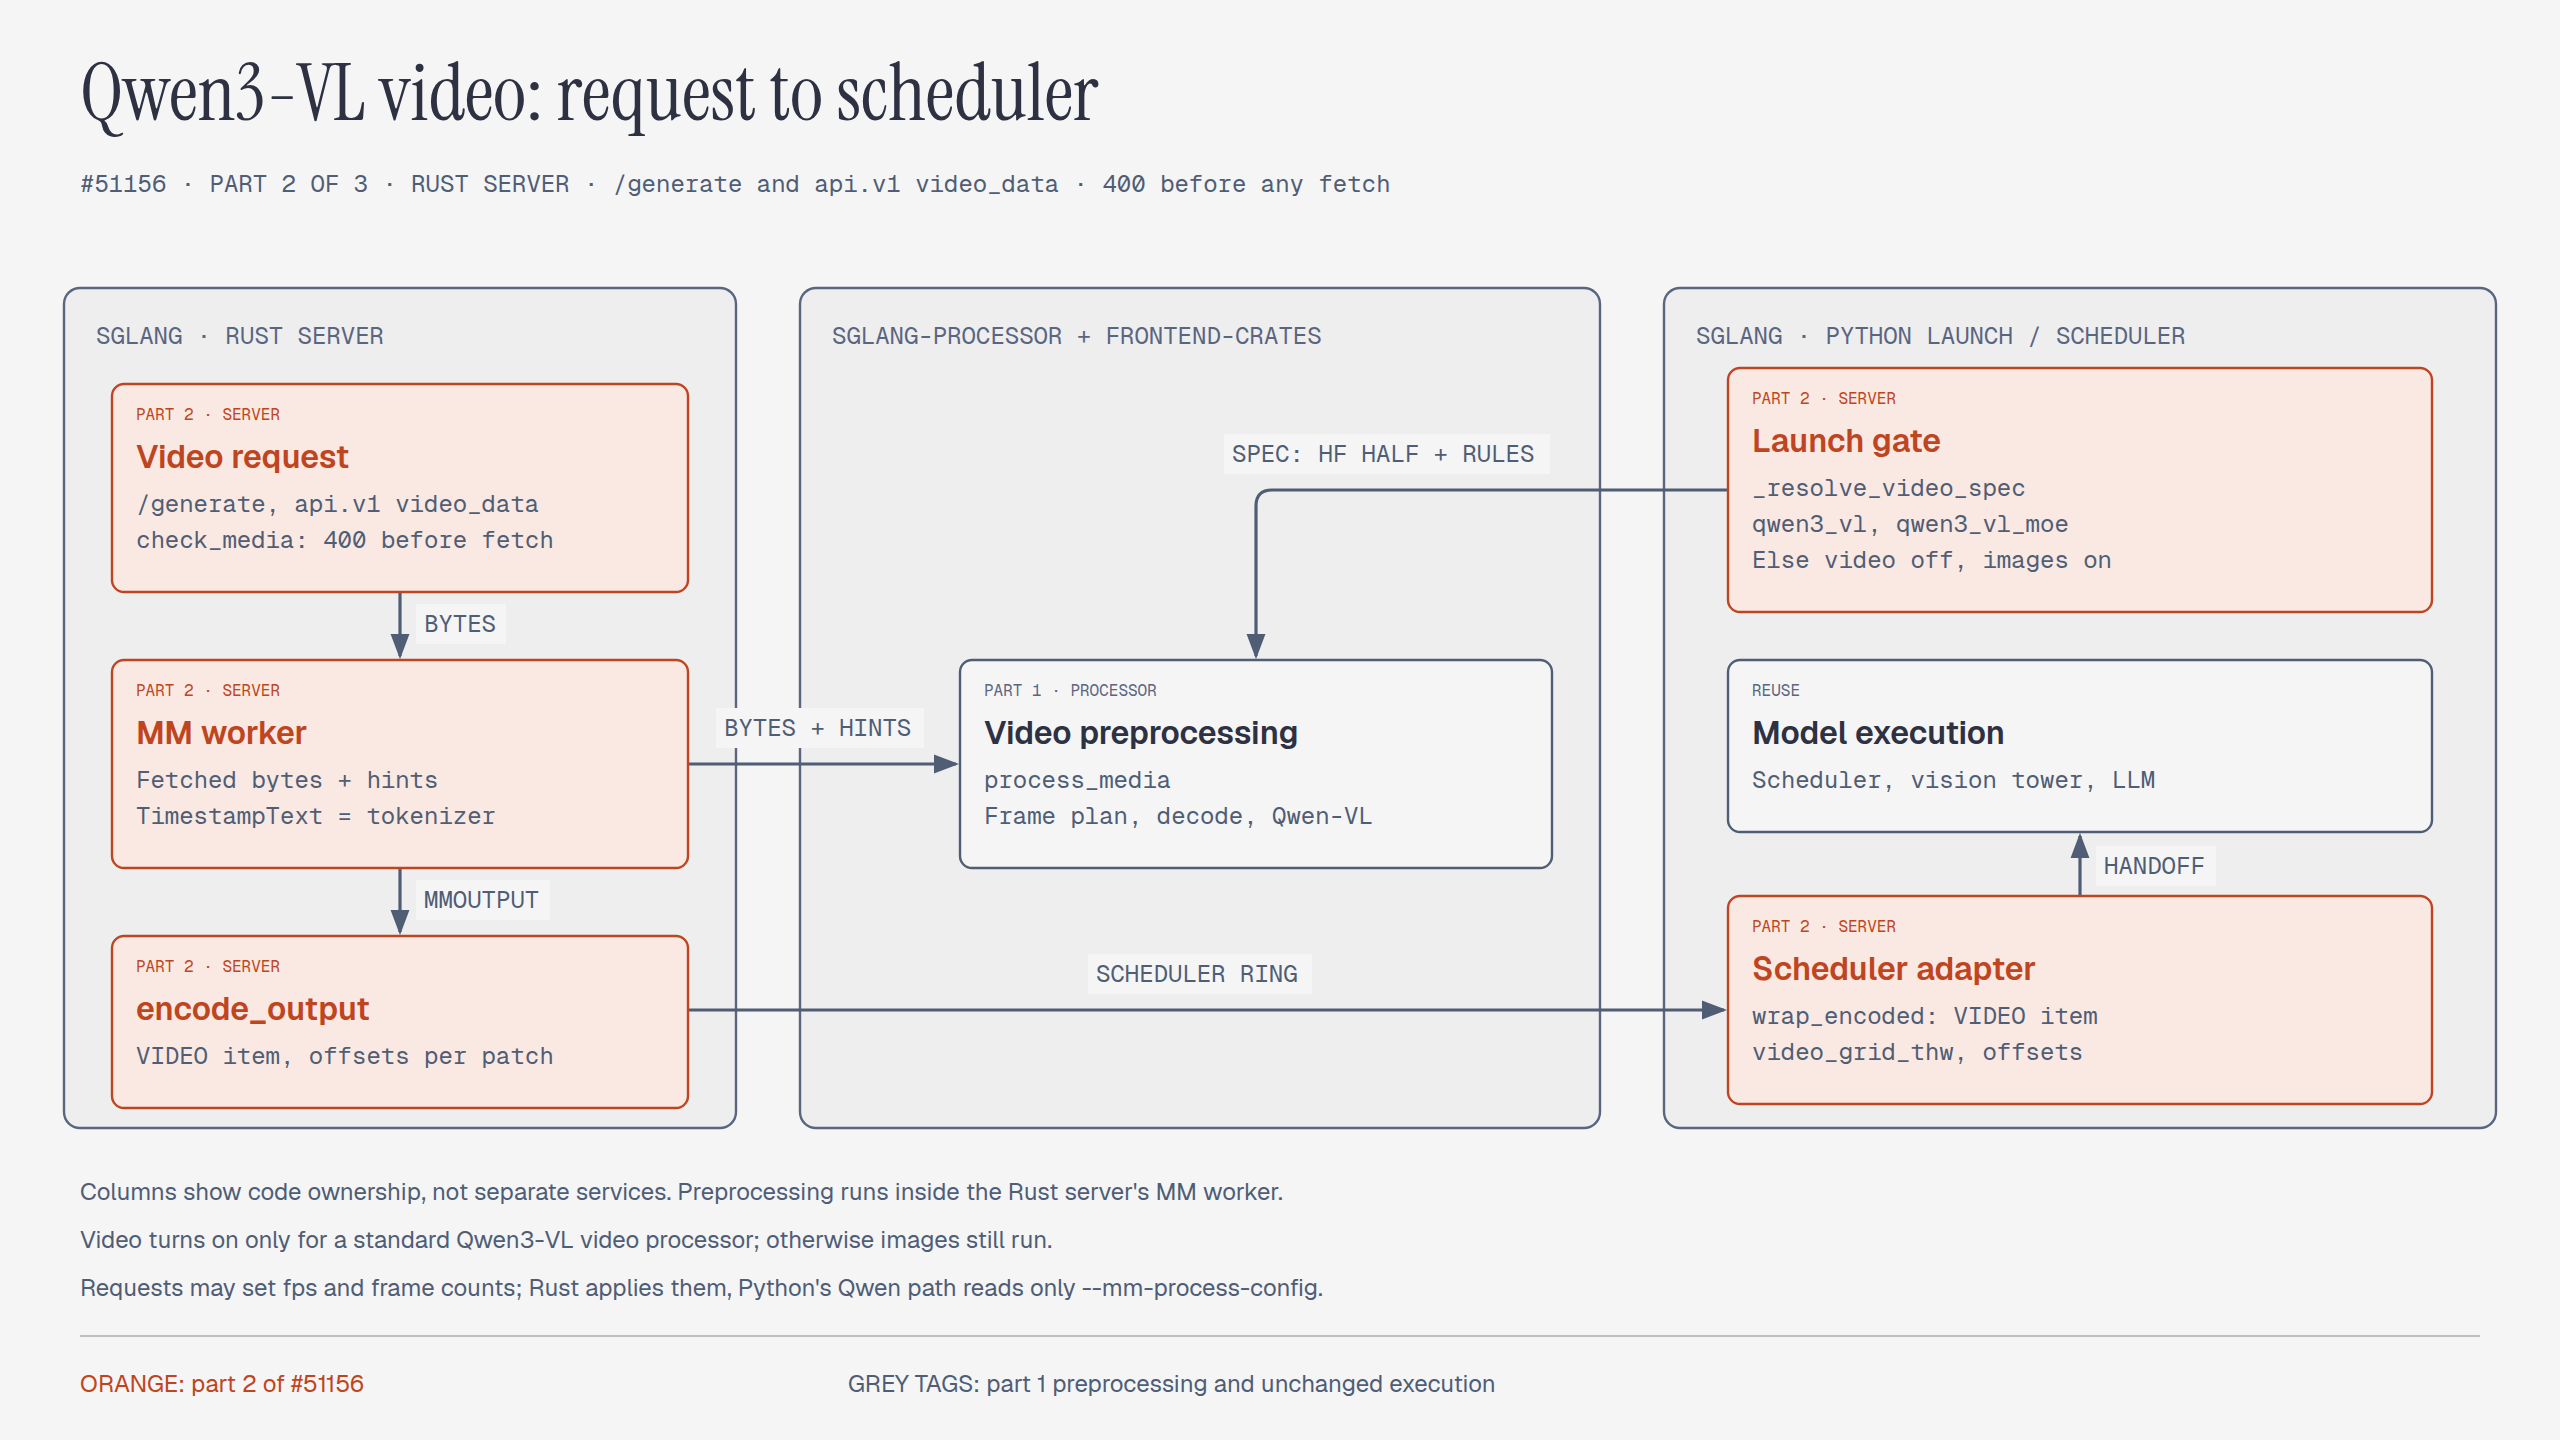 Qwen3-VL video: request to scheduler
#51156 · PART 2 OF 3 · RUST SERVER · /generate and api.v1 video_data · 400 before any fetch
SGLANG · RUST SERVER
PART 2 · SERVER
Video request
/generate, api.v1 video_data
check_media: 400 before fetch
BYTES
PART 2 · SERVER
MM worker
Fetched bytes + hints
TimestampText = tokenizer
MMOUTPUT
PART 2 · SERVER
encode_output
VIDEO item, offsets per patch
BYTES + HINTS
SGLANG-PROCESSOR + FRONTEND-CRATES
SPEC: HF HALF + RULES
PART 1 · PROCESSOR
Video preprocessing
process_media
Frame plan, decode, Qwen-VL
SCHEDULER RING
SGLANG · PYTHON LAUNCH / SCHEDULER
PART 2 · SERVER
Launch gate
_resolve_video_spec
qwen3_vl, qwen3_vl_moe
Else video off, images on
REUSE
Model execution
Scheduler, vision tower, LLM
HANDOFF
PART 2 · SERVER
Scheduler adapter
wrap_encoded: VIDEO item
video_grid_thw, offsets
Columns show code ownership, not separate services. Preprocessing runs inside the Rust server's MM worker.
Video turns on only for a standard Qwen3-VL video processor; otherwise images still run.
Requests may set fps and frame counts; Rust applies them, Python's Qwen path reads only --mm-process-config.
ORANGE: part 2 of #51156
GREY TAGS: part 1 preprocessing and unchanged execution